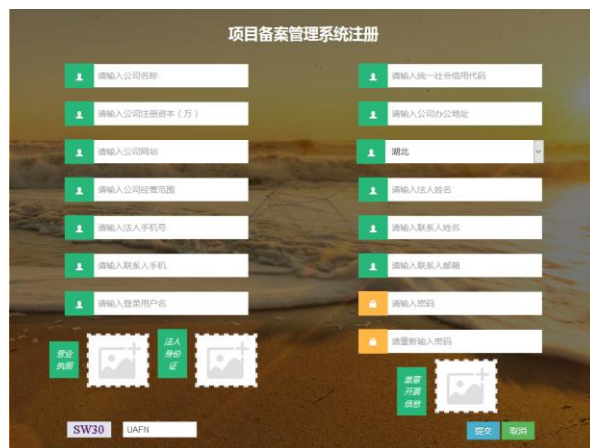 项目备案管理系统注册
请输入公司名称
请输入统一社会信用代码
请输入公司注册资本（万）
请输入公司办公地址
请输入公司网站
湖北
请输入公司经营范围
请输入法人姓名
请输入法人手机号
请输入联系人姓名
请输入联系人手机
请输入联系人邮箱
请输入登录用户名
请输入密码
请重新输入密码
营业
执照
法人
身份
证
盖章
开票
信息
SW30
UAFN
提交
取消